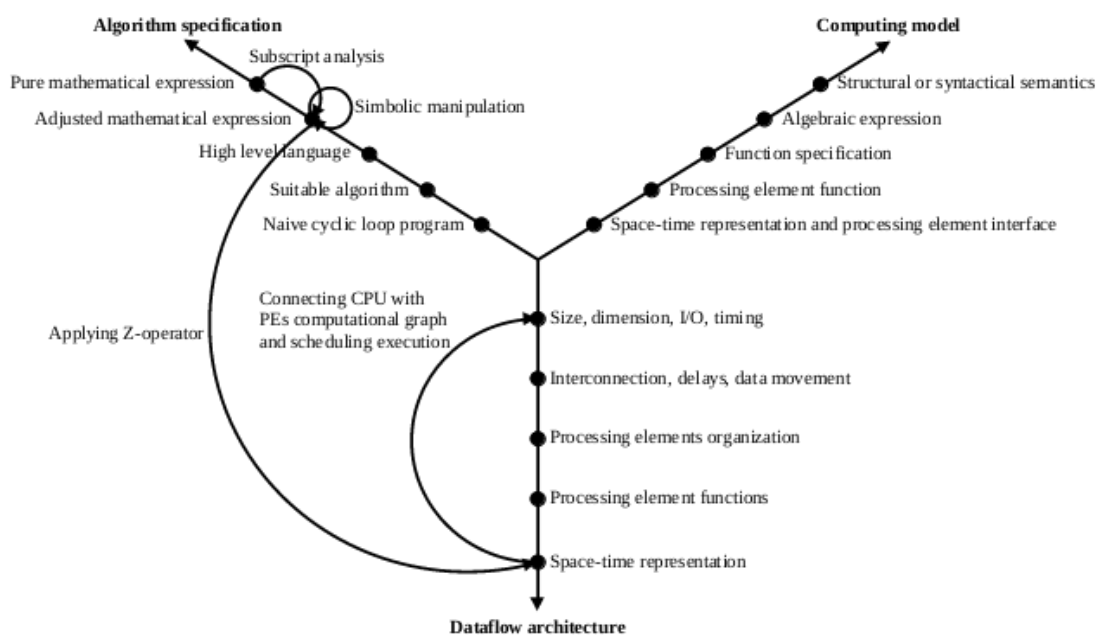 Algorithm specification
Computing model
Subscript analysis
Pure mathematical expression
Structural or syntactical semantics
Simbolic manipulation
Adjusted mathematical expression
Algebraic expression
High level language
Function specification
Suitable algorithm
Processing element function
Naive cyclic loop program
Space-time representation and processing element interface
Connecting CPU with
PEs computational graph
and scheduling execution
Size, dimension, I/O, timing
Applying Z-operator
Interconnection, delays, data movement
Processing elements organization
Processing element functions
Space-time representation
Dataflow architecture